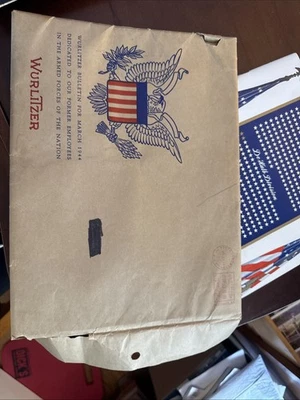 WURLITZER BULLETIN FOR MARCH 1944
DEDICATED TO OUR FORMER EMPLOYEES
IN THE ARMED FORCES OF THE NATION
WURLITZER